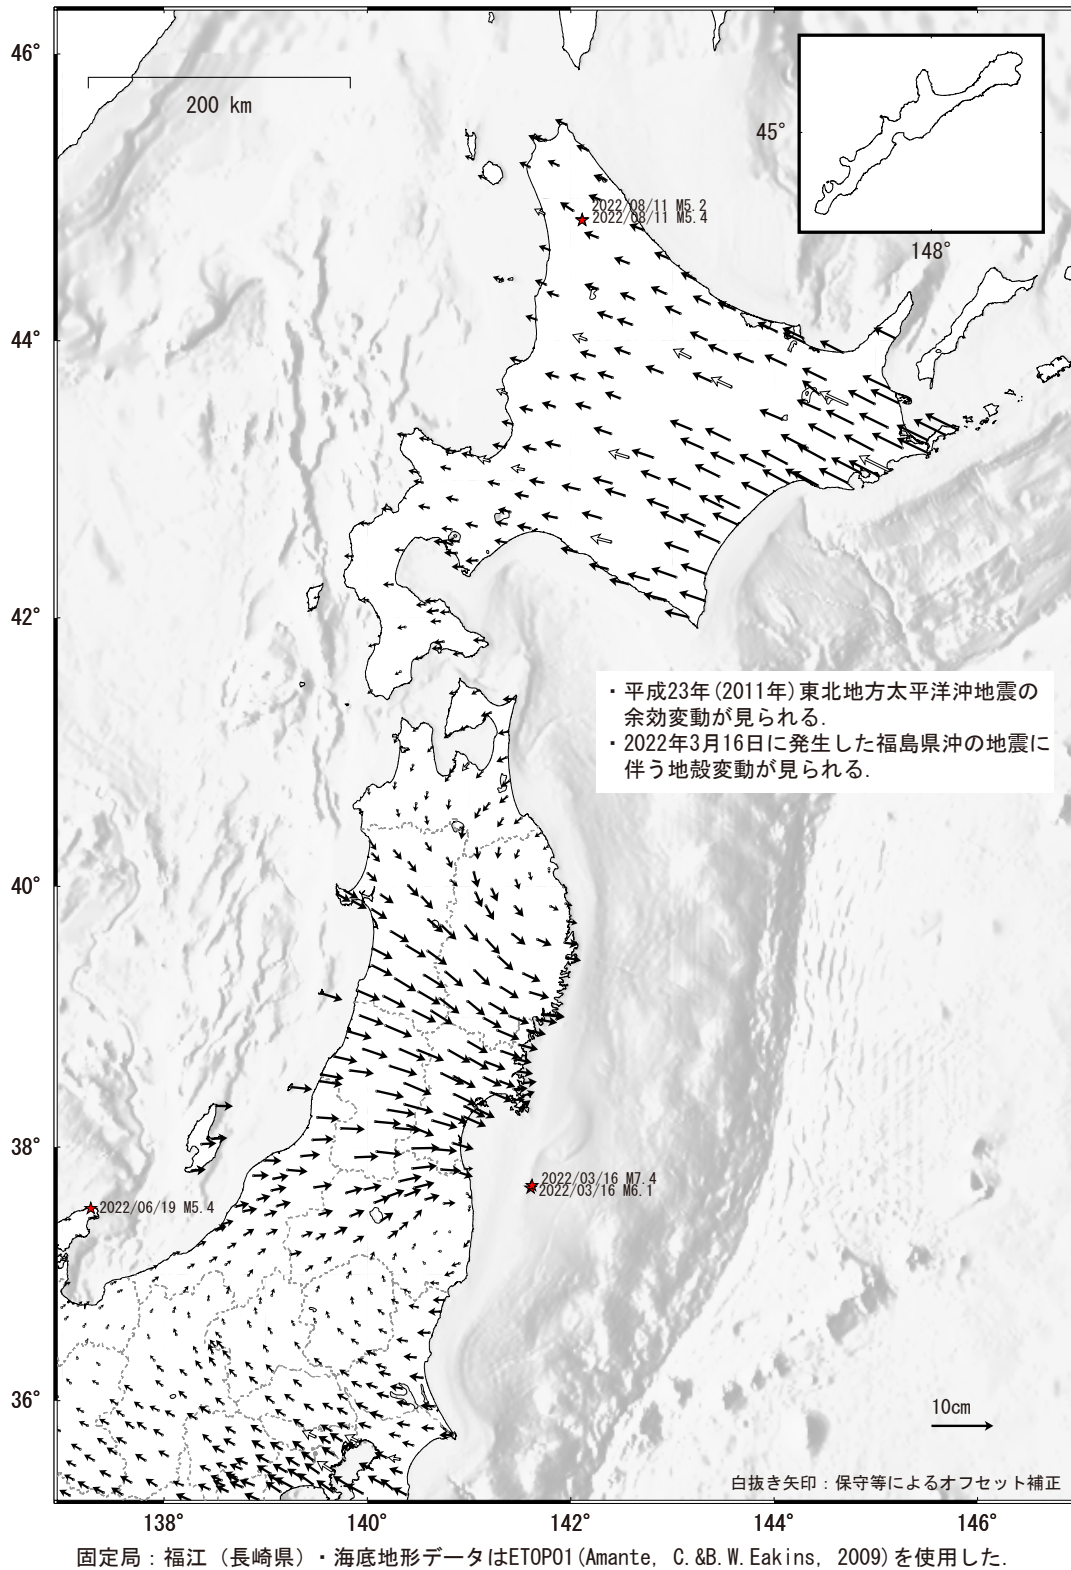 46°
200 km
45°
148°
2022/08/11 M5.2
2022/08/11 M5.4
44°
42°
・平成23年(2011年)東北地方太平洋沖地震の
余効変動が見られる.
・2022年3月16日に発生した福島県沖の地震に
伴う地殻変動が見られる.
40°
38°
2022/03/16 M7.4
2022/03/16 M6.1
2022/06/19 M5.4
36°
10cm
白抜き矢印：保守等によるオフセット補正
138° 140° 142° 144° 146°
固定局：福江（長崎県）・海底地形データはETOPO1(Amante, C.&B.W.Eakins, 2009)を使用した.